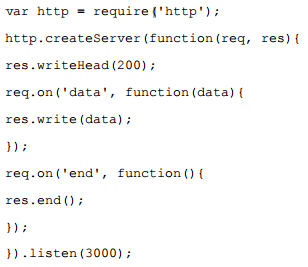 var http = require('http');
http.createServer(function(req, res){
res.writeHead(200);
req.on('data', function(data){
res.write(data);
});
req.on('end', function(){
res.end();
});
}).listen(3000);